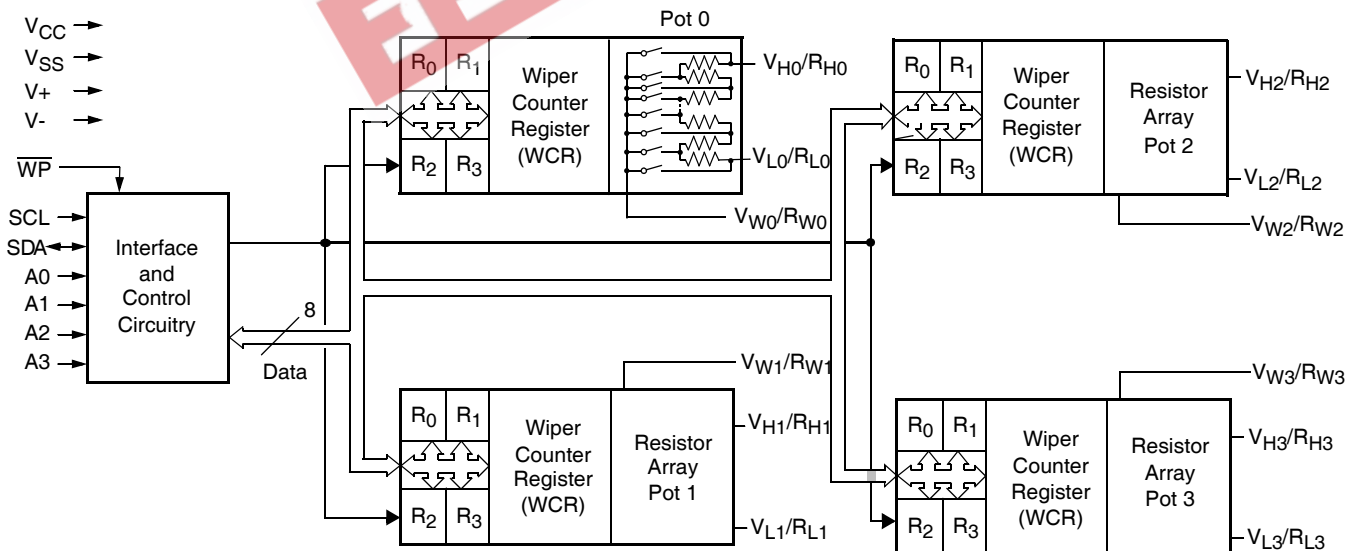 Pot 0
V_CC
V_SS
V+
V-
WP
SCL
SDA
A0
A1
A2
A3
Interface
and
Control
Circuitry
8
Data
R0 R1
R2 R3
Wiper
Counter
Register
(WCR)
VH0/RH0
VL0/RL0
VW0/RW0
R0 R1
R2 R3
Wiper
Counter
Register
(WCR)
Resistor
Array
Pot 2
VH2/RH2
VL2/RL2
VW2/RW2
VW1/RW1
R0 R1
R2 R3
Wiper
Counter
Register
(WCR)
Resistor
Array
Pot 1
VH1/RH1
VL1/RL1
VW3/RW3
R0 R1
R2 R3
Wiper
Counter
Register
(WCR)
Resistor
Array
Pot 3
VH3/RH3
VL3/RL3